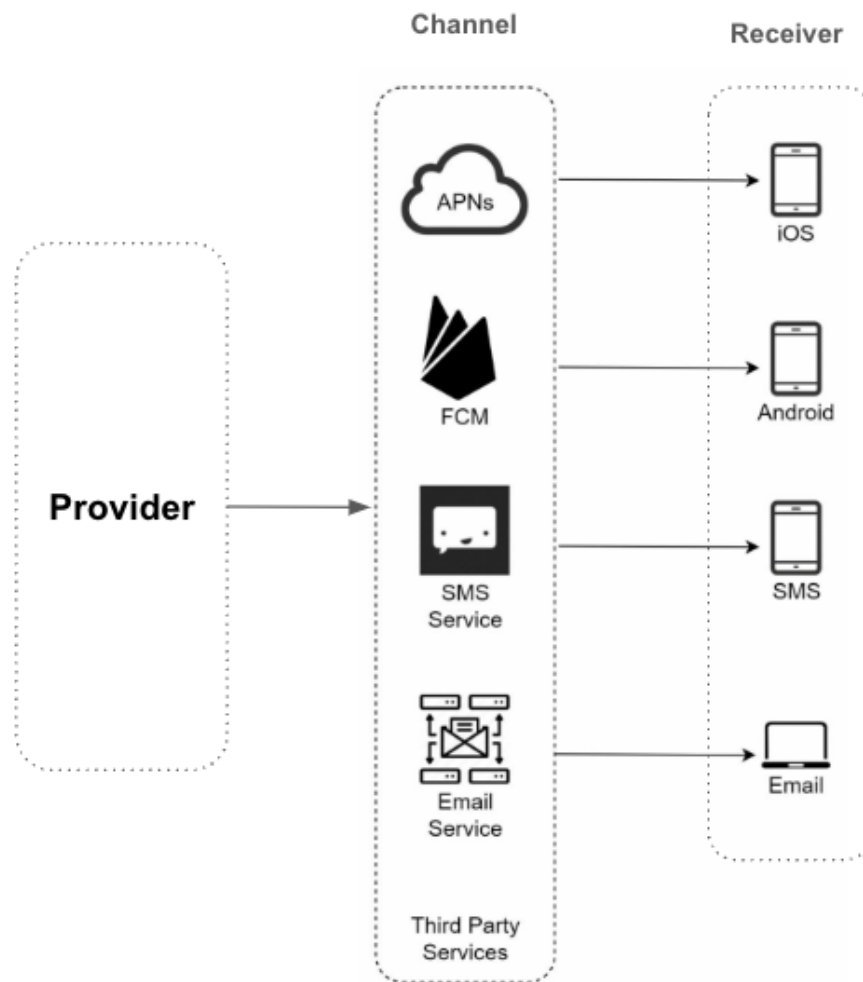 Channel
Receiver
APNs
iOS
FCM
Android
Provider
SMS
Service
SMS
Email
Service
Email
Third Party
Services